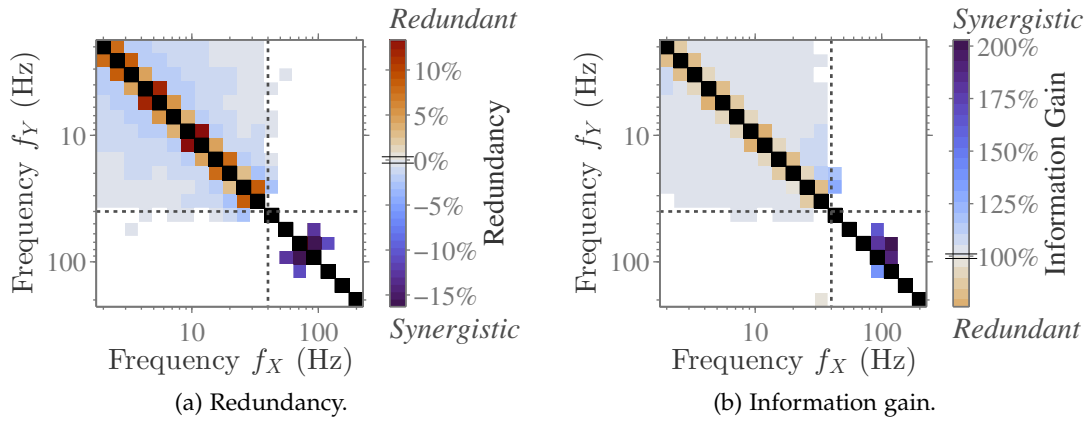 Redundant
Frequency f_Y (Hz)
10
100
10
100
Frequency f_X (Hz)
10%
5%
0%
−5%
−10%
−15%
Redundancy
Synergistic
(a) Redundancy.
Synergistic
Frequency f_Y (Hz)
10
100
10
100
Frequency f_X (Hz)
200%
175%
150%
125%
100%
Information Gain
Redundant
(b) Information gain.